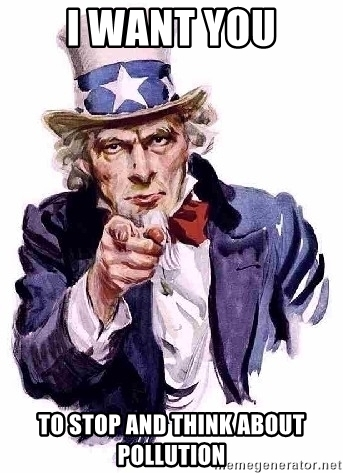 I WANT YOU
TO STOP AND THINK ABOUT
POLLUTION
memegenerator.net